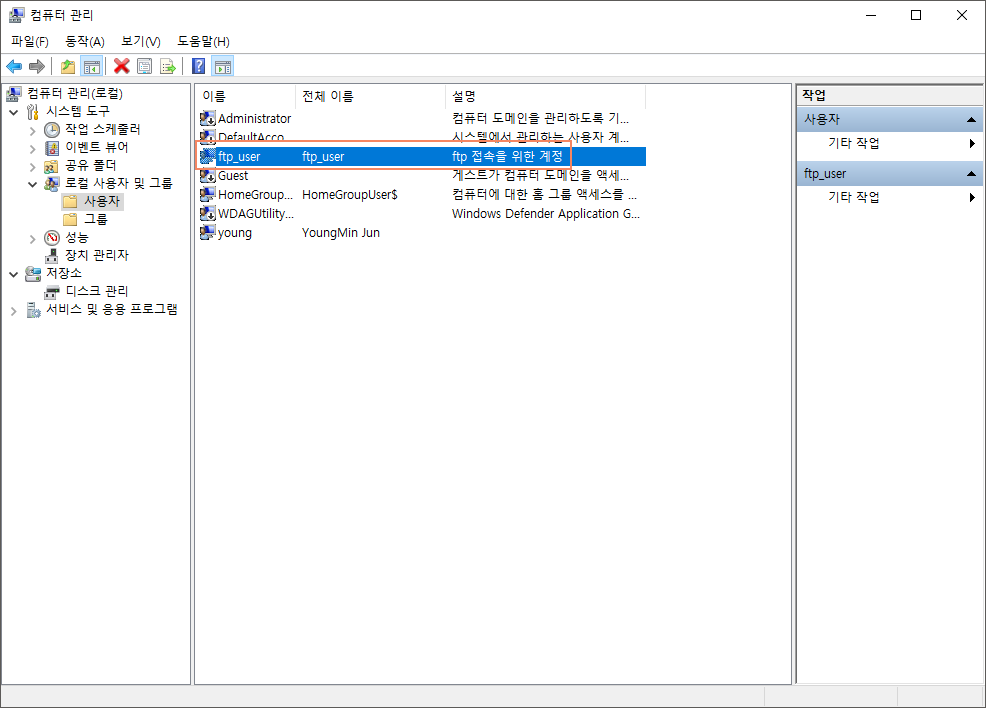 컴퓨터 관리
파일(F) 동작(A) 보기(V) 도움말(H)
컴퓨터 관리(로컬)
시스템 도구
작업 스케줄러
이벤트 뷰어
공유 폴더
로컬 사용자 및 그룹
사용자
그룹
성능
장치 관리자
저장소
디스크 관리
서비스 및 응용 프로그램
이름 전체 이름 설명
Administrator 컴퓨터 도메인을 관리하도록 기...
DefaultAcco 시스템에서 관리하는 사용자 계...
ftp_user ftp_user ftp 접속을 위한 계정
Guest 게스트가 컴퓨터 도메인을 액세...
HomeGroup... HomeGroupUser$ 컴퓨터에 대한 홈 그룹 액세스를 ...
WDAGUtility... Windows Defender Application G...
young YoungMin Jun
작업
사용자
기타 작업
ftp_user
기타 작업